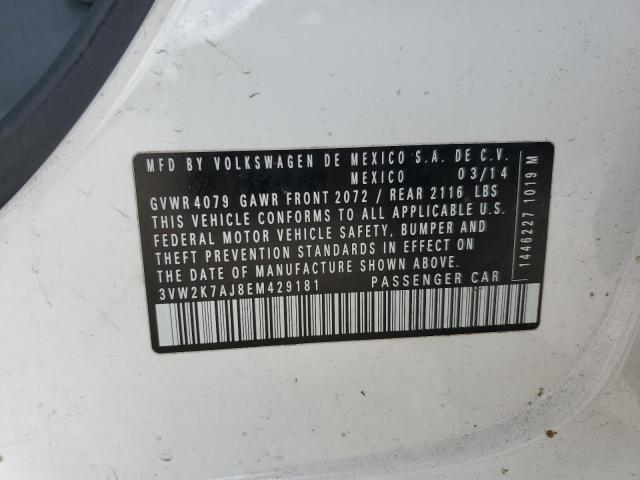 MFD BY VOLKSWAGEN DE MEXICO S.A. DE C.V.
MEXICO 03/14
GVWR 4079 GAWR FRONT 2072 / REAR 2116 LBS
THIS VEHICLE CONFORMS TO ALL APPLICABLE U.S.
FEDERAL MOTOR VEHICLE SAFETY, BUMPER AND
THEFT PREVENTION STANDARDS IN EFFECT ON
THE DATE OF MANUFACTURE SHOWN ABOVE.
3VW2K7AJ8EM429181 PASSENGER CAR
1446227 1019 M